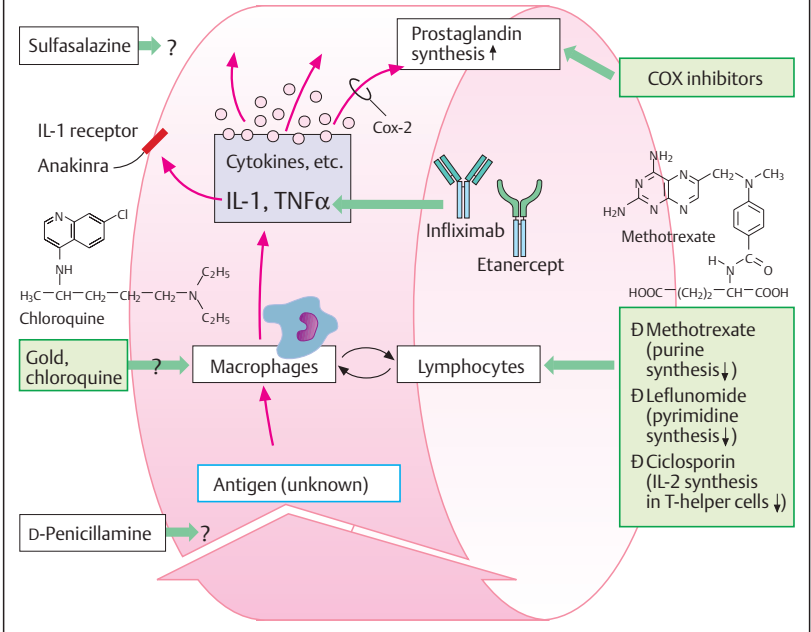 Sulfasalazine
?
Prostaglandin
synthesis ↑
COX inhibitors
Cox-2
IL-1 receptor
Anakinra
Cytokines, etc.
IL-1, TNFα
Infliximab
Etanercept
NH₂
N
N
N
N
H₂N
CH₂
N
CH₃
Methotrexate
H
N
C
O
HOOC
(CH₂)₂
CH
COOH
N
Cl
NH
H₃C
CH
CH₂
CH₂
CH₂
N
C₂H₅
C₂H₅
Chloroquine
Gold,
chloroquine
?
Macrophages
Lymphocytes
Ð Methotrexate
(purine
synthesis↓)
Ð Leflunomide
(pyrimidine
synthesis↓)
Ð Ciclosporin
(IL-2 synthesis
in T-helper cells ↓)
Antigen (unknown)
D-Penicillamine
?